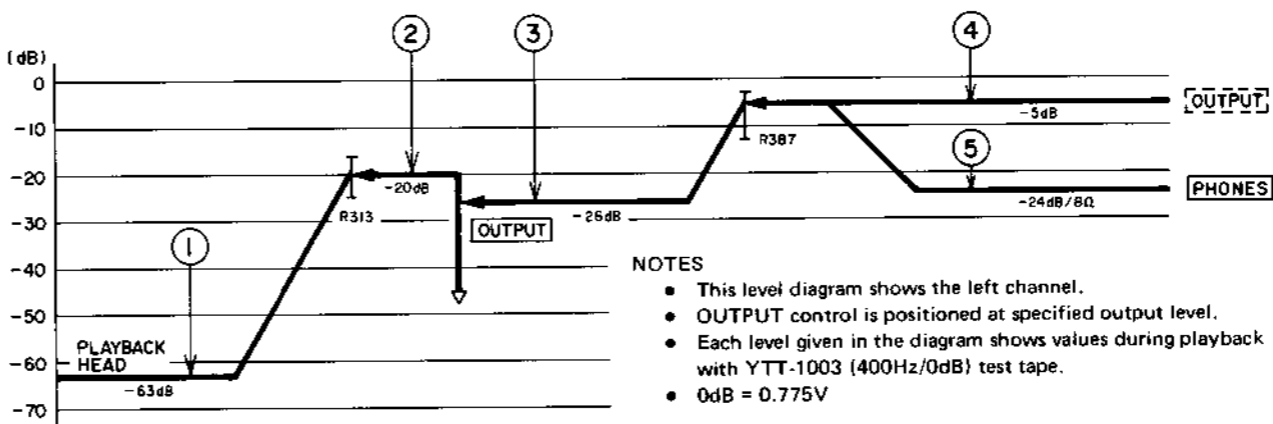 2
3
4
(dB)
0
OUTPUT
-5dB
-10
R387
5
-20
-20dB
PHONES
R313
-26dB
-24dB/8Ω
-30
OUTPUT
1
-40
NOTES
● This level diagram shows the left channel.
-50
● OUTPUT control is positioned at specified output level.
● Each level given in the diagram shows values during playback
PLAYBACK
HEAD
-60
with YTT-1003 (400Hz/0dB) test tape.
-63dB
● 0dB = 0.775V
-70